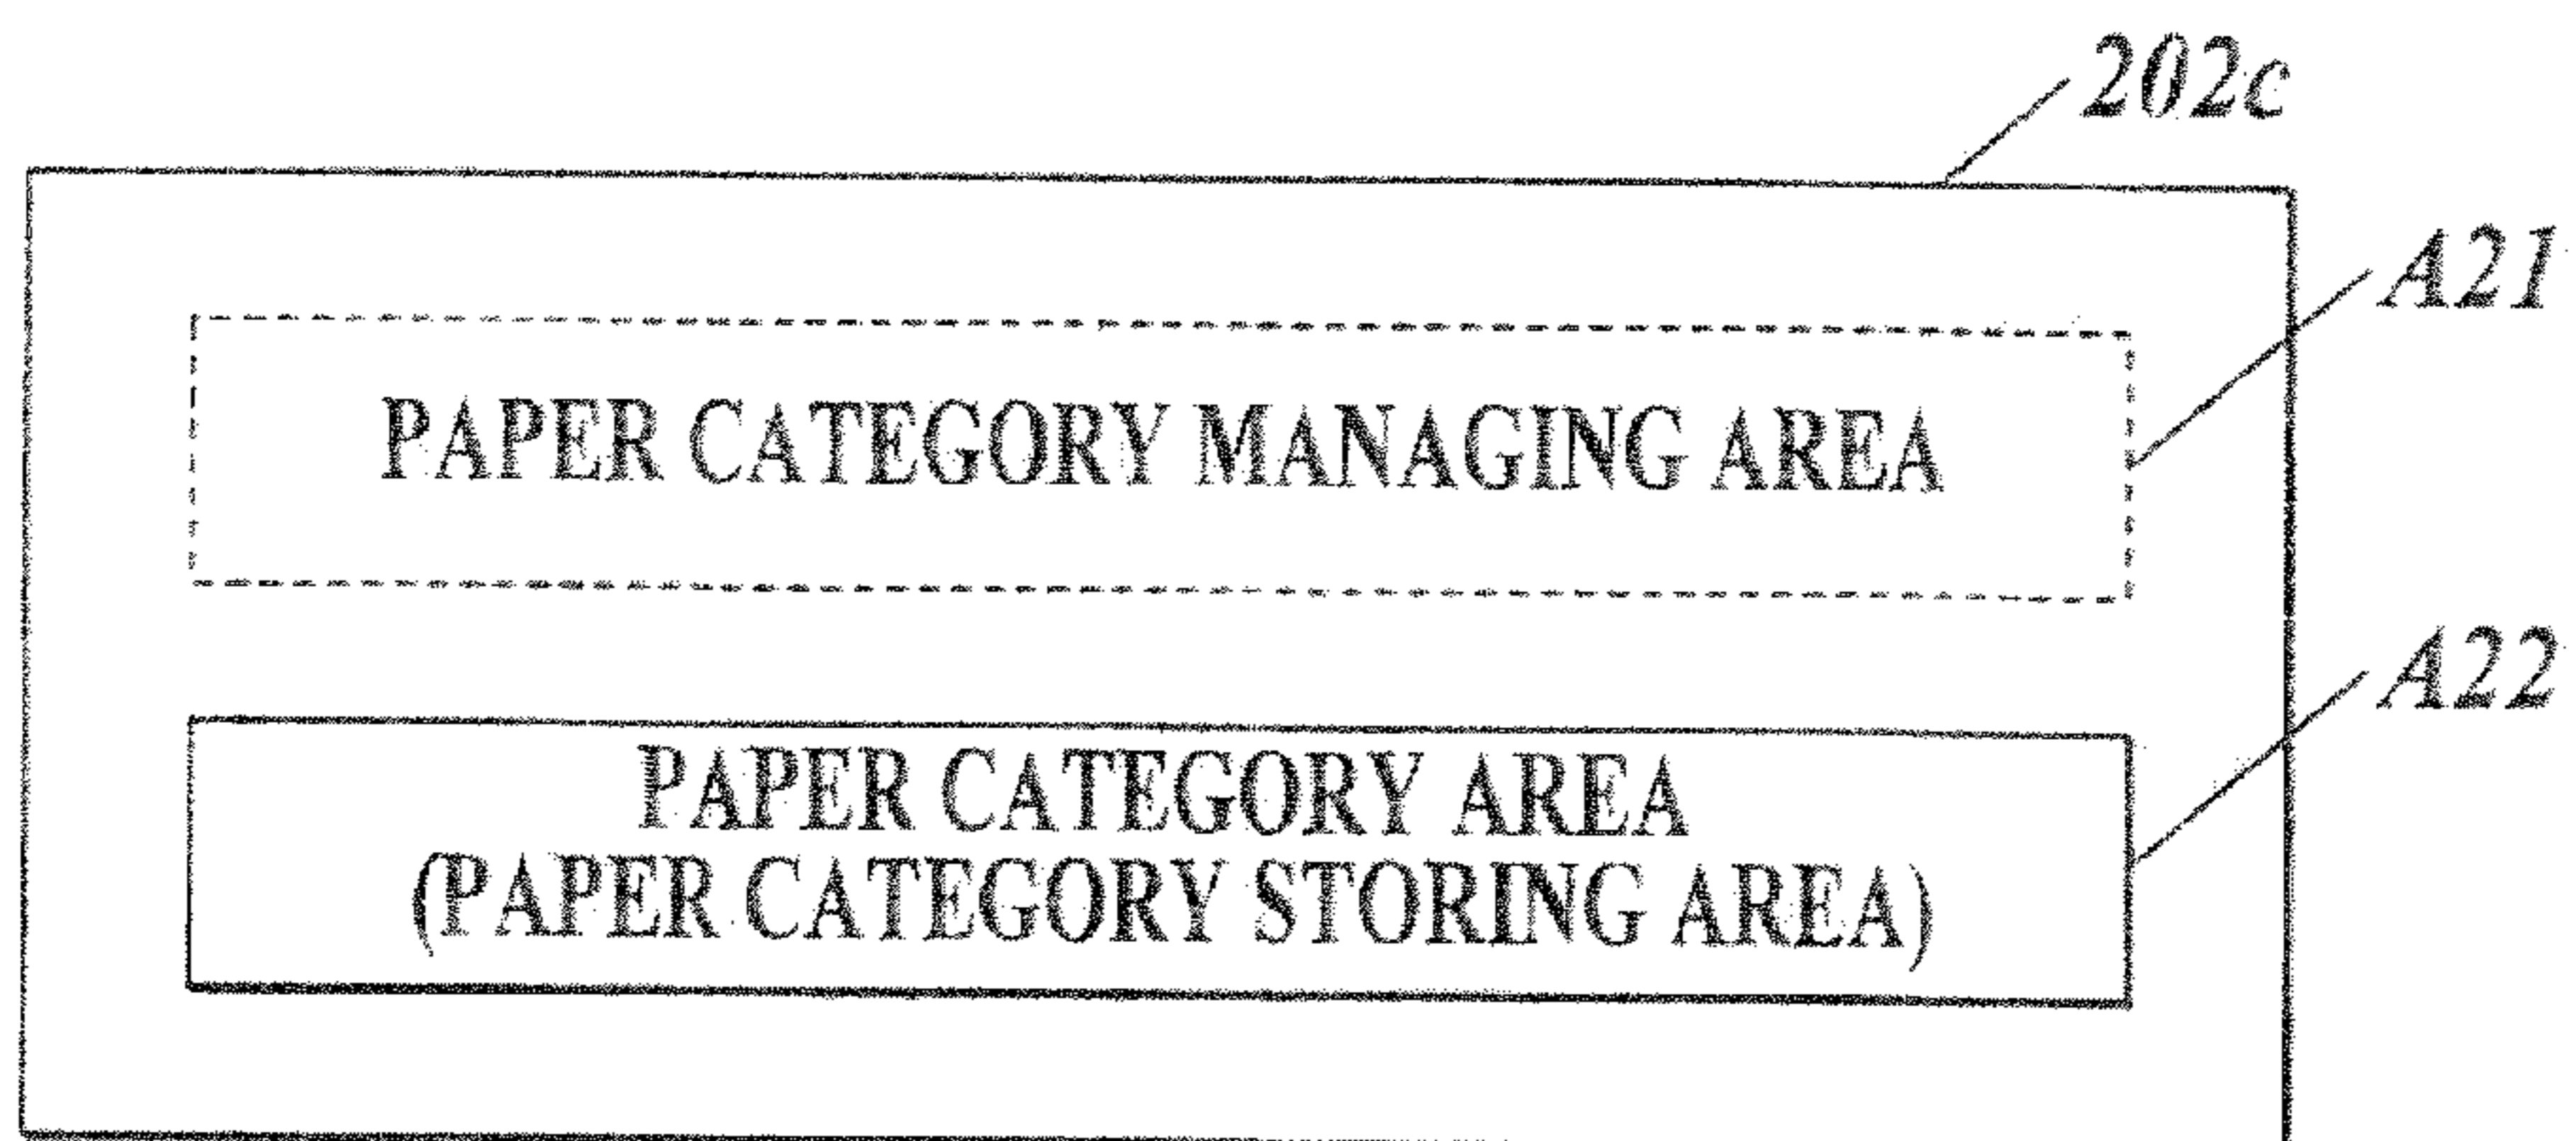 202c
A21
PAPER CATEGORY MANAGING AREA
A22
PAPER CATEGORY AREA
(PAPER CATEGORY STORING AREA)